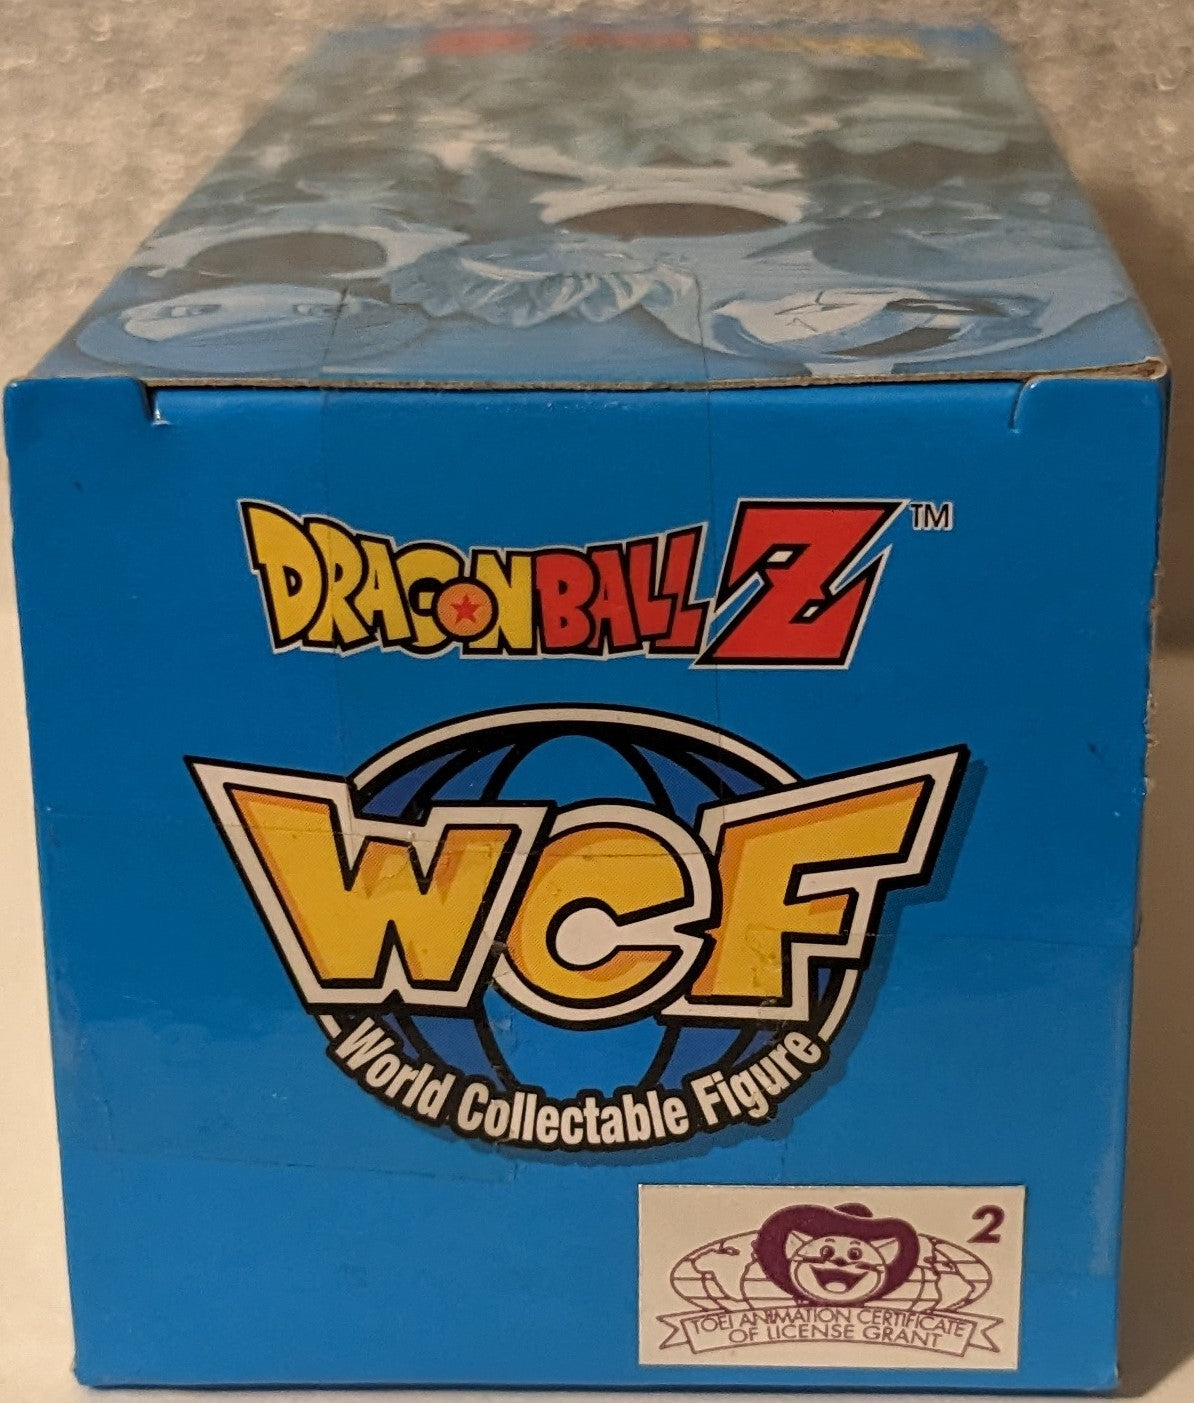 DRAGONBALL Z™
WCF
World Collectable Figure
2
TOEI ANIMATION CERTIFICATE
OF LICENSE GRANT